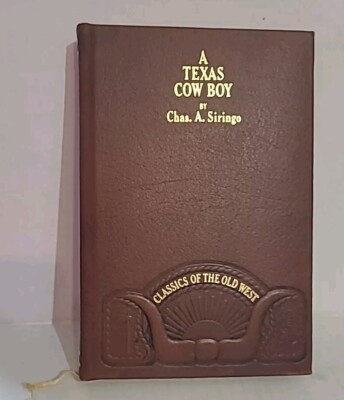 A
TEXAS
COW BOY
BY
Chas. A. Siringo
CLASSICS OF THE OLD WEST